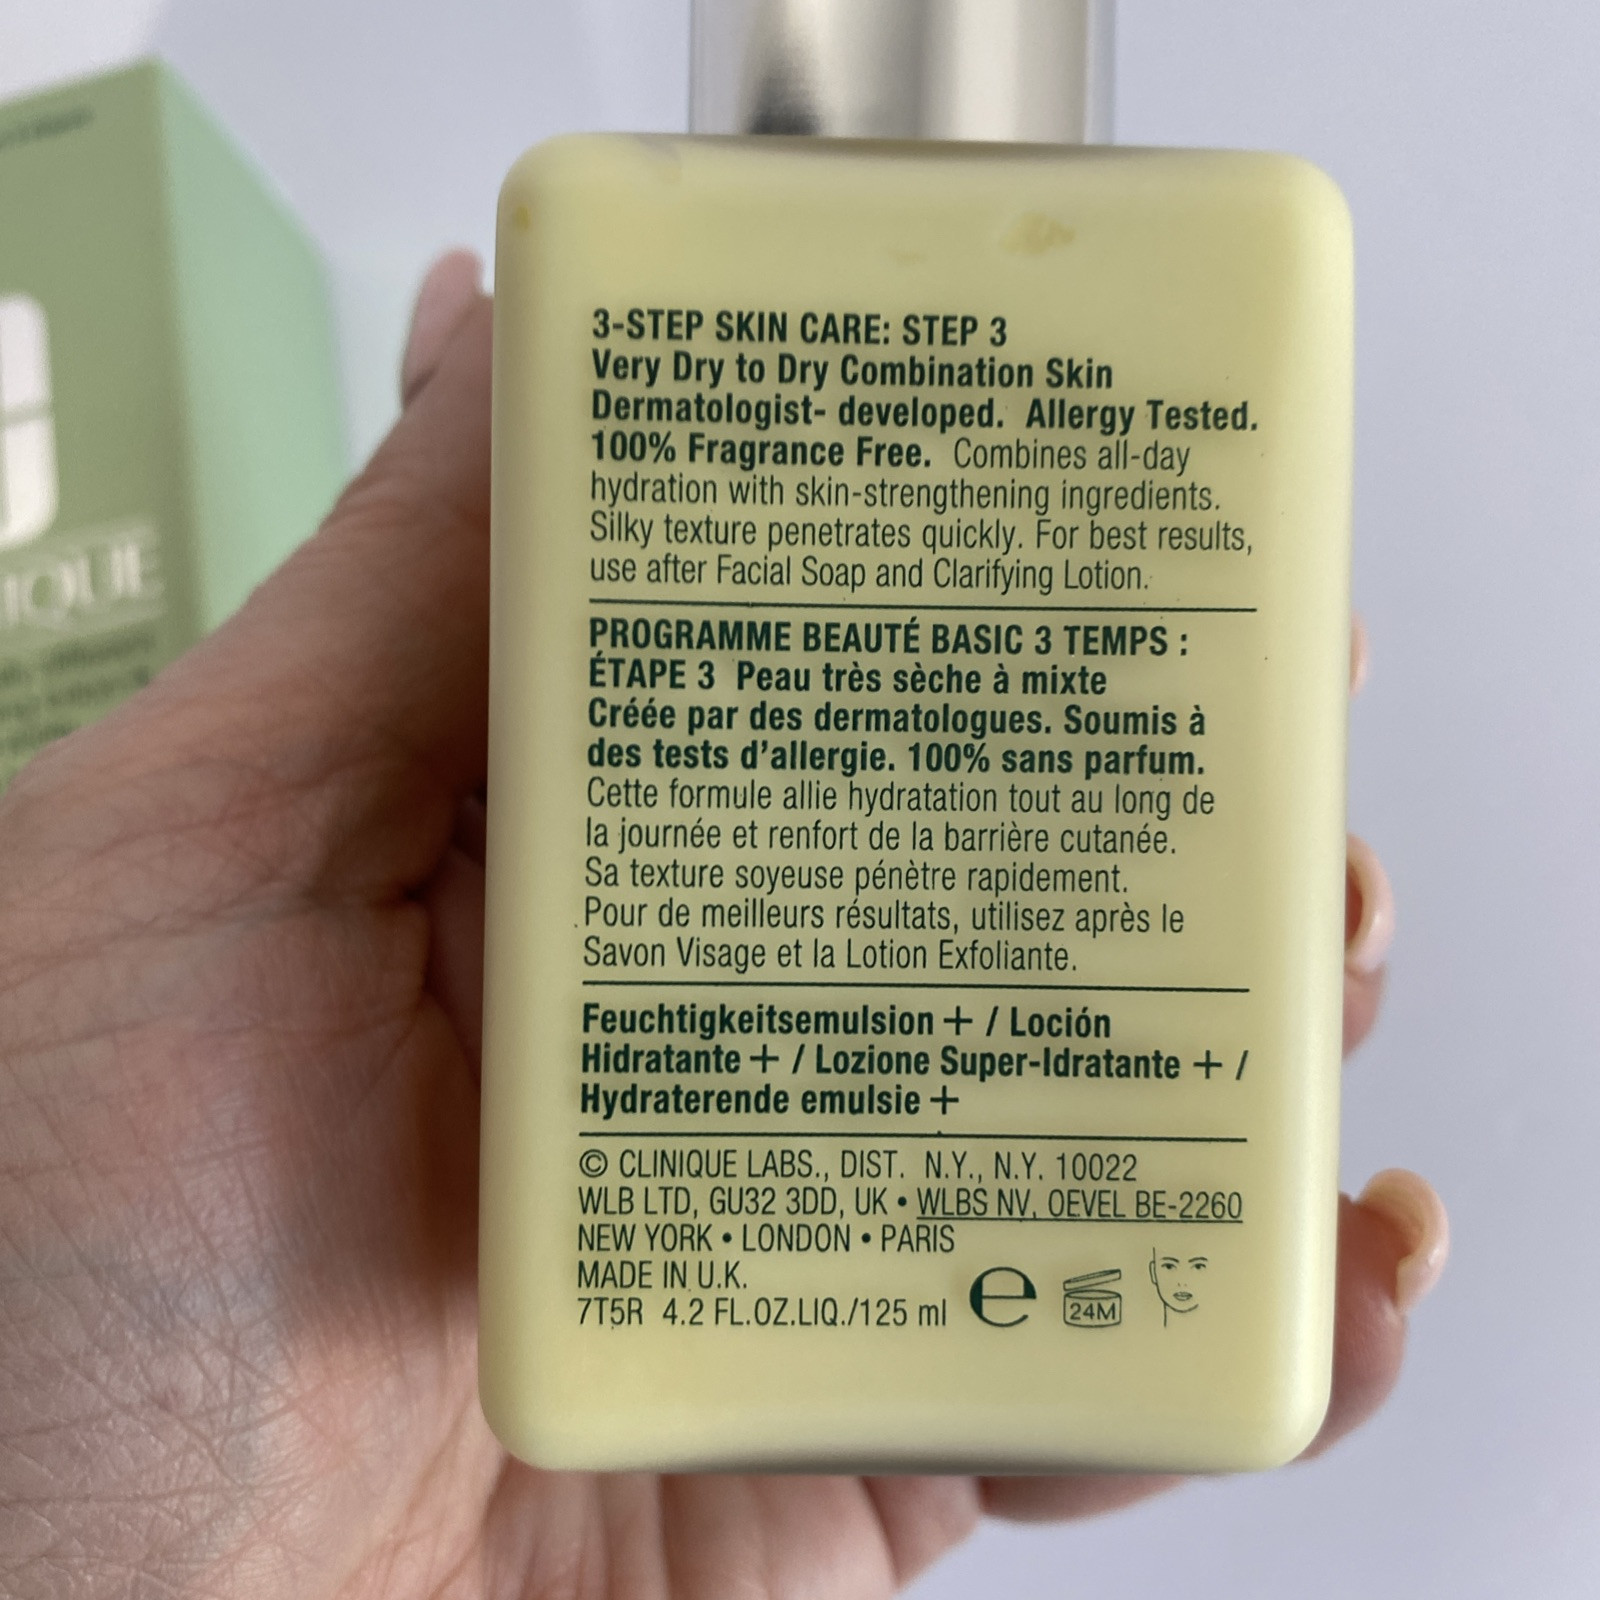 3-STEP SKIN CARE: STEP 3
Very Dry to Dry Combination Skin
Dermatologist- developed. Allergy Tested.
100% Fragrance Free. Combines all-day
hydration with skin-strengthening ingredients.
Silky texture penetrates quickly. For best results,
use after Facial Soap and Clarifying Lotion.
PROGRAMME BEAUTÉ BASIC 3 TEMPS :
ÉTAPE 3 Peau très sèche à mixte
Créée par des dermatologues. Soumis à
des tests d'allergie. 100% sans parfum.
Cette formule allie hydratation tout au long de
la journée et renfort de la barrière cutanée.
Sa texture soyeuse pénètre rapidement.
Pour de meilleurs résultats, utilisez après le
Savon Visage et la Lotion Exfoliante.
Feuchtigkeitsemulsion + / Loción
Hidratante + / Lozione Super-Idratante + /
Hydraterende emulsie +
© CLINIQUE LABS., DIST. N.Y., N.Y. 10022
WLB LTD, GU32 3DD, UK • WLBS NV, OEVEL BE-2260
NEW YORK • LONDON • PARIS
MADE IN U.K.
7T5R 4.2 FL.OZ.LIQ./125 ml ℮ 24M
IQUE